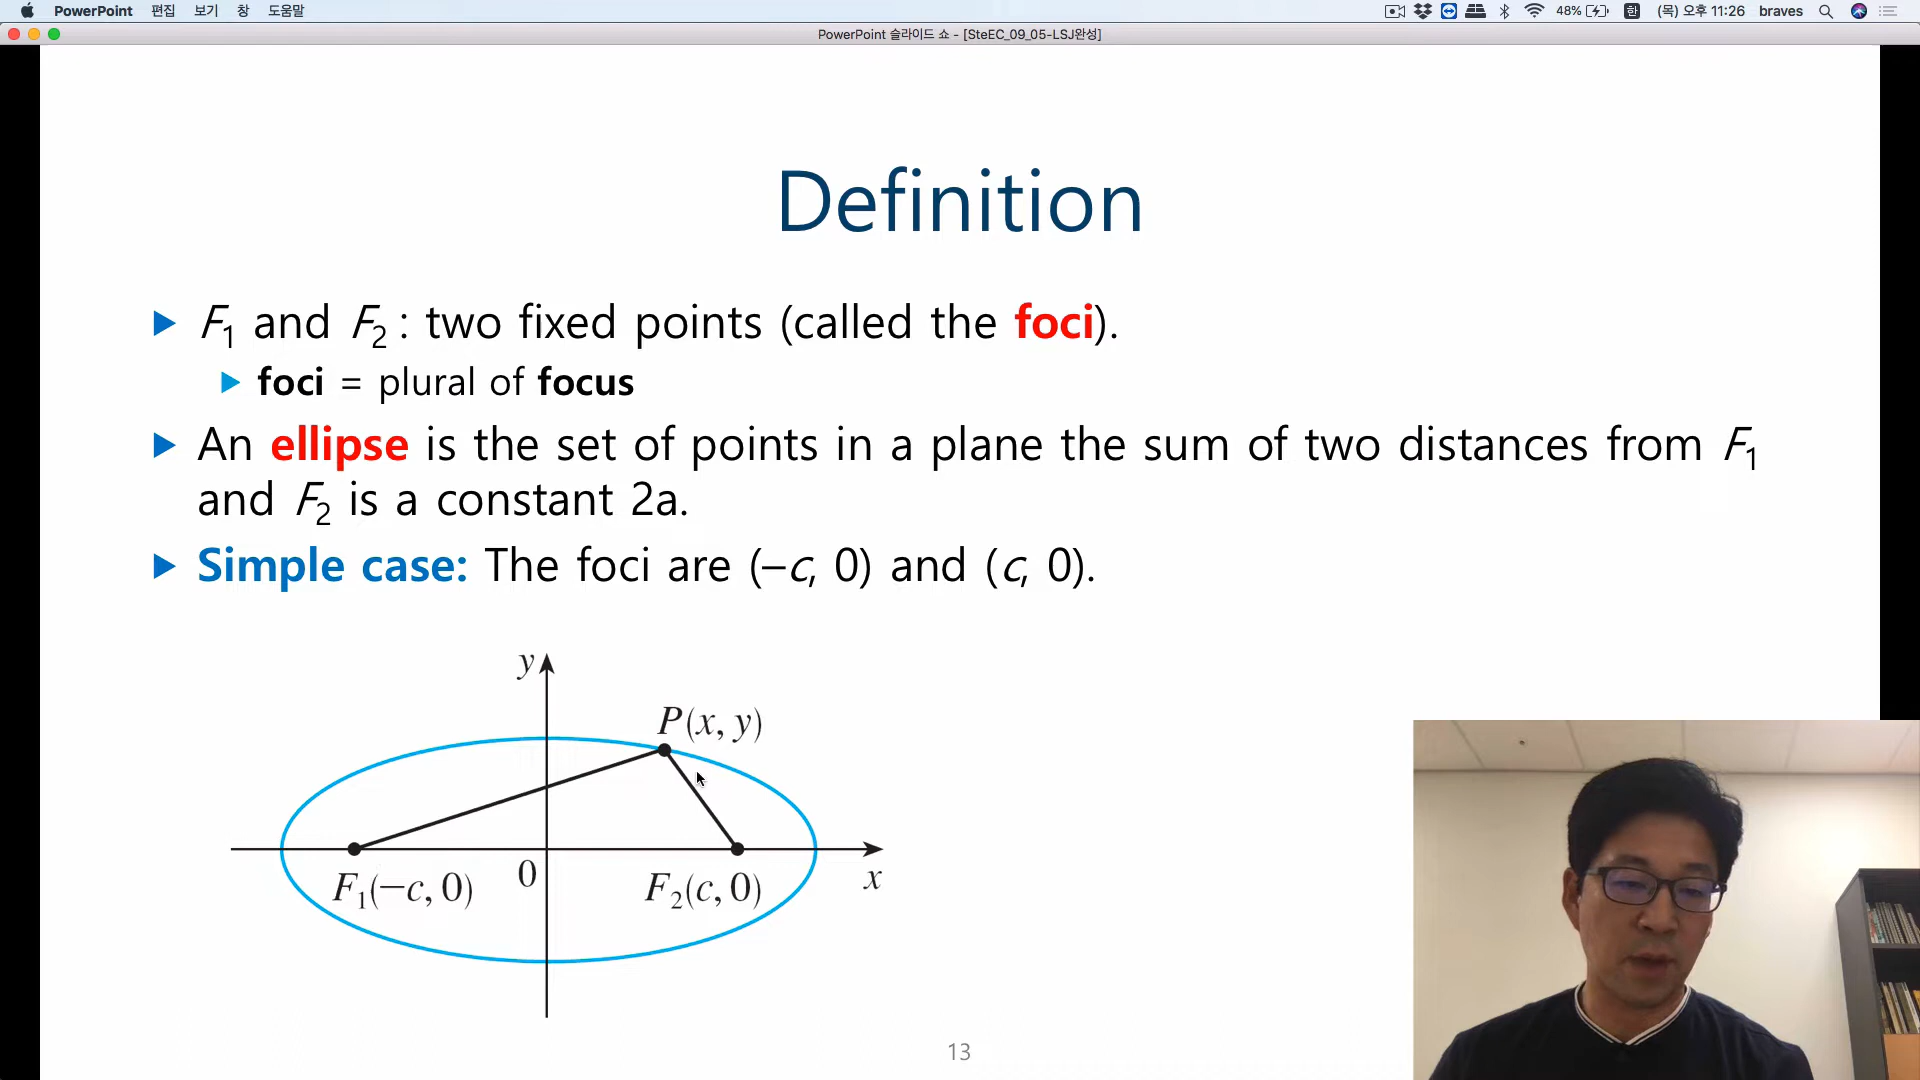 PowerPoint 편집 보기 창 도움말 48% 한 (목) 오후 11:26 braves
PowerPoint 슬라이드 쇼 - [SteEC_09_05-LSJ완성]
Definition
F1 and F2 : two fixed points (called the foci).
foci = plural of focus
An ellipse is the set of points in a plane the sum of two distances from F1
and F2 is a constant 2a.
Simple case: The foci are (–c, 0) and (c, 0).
y
P(x, y)
0
F1(−c, 0)
F2(c, 0)
x
13